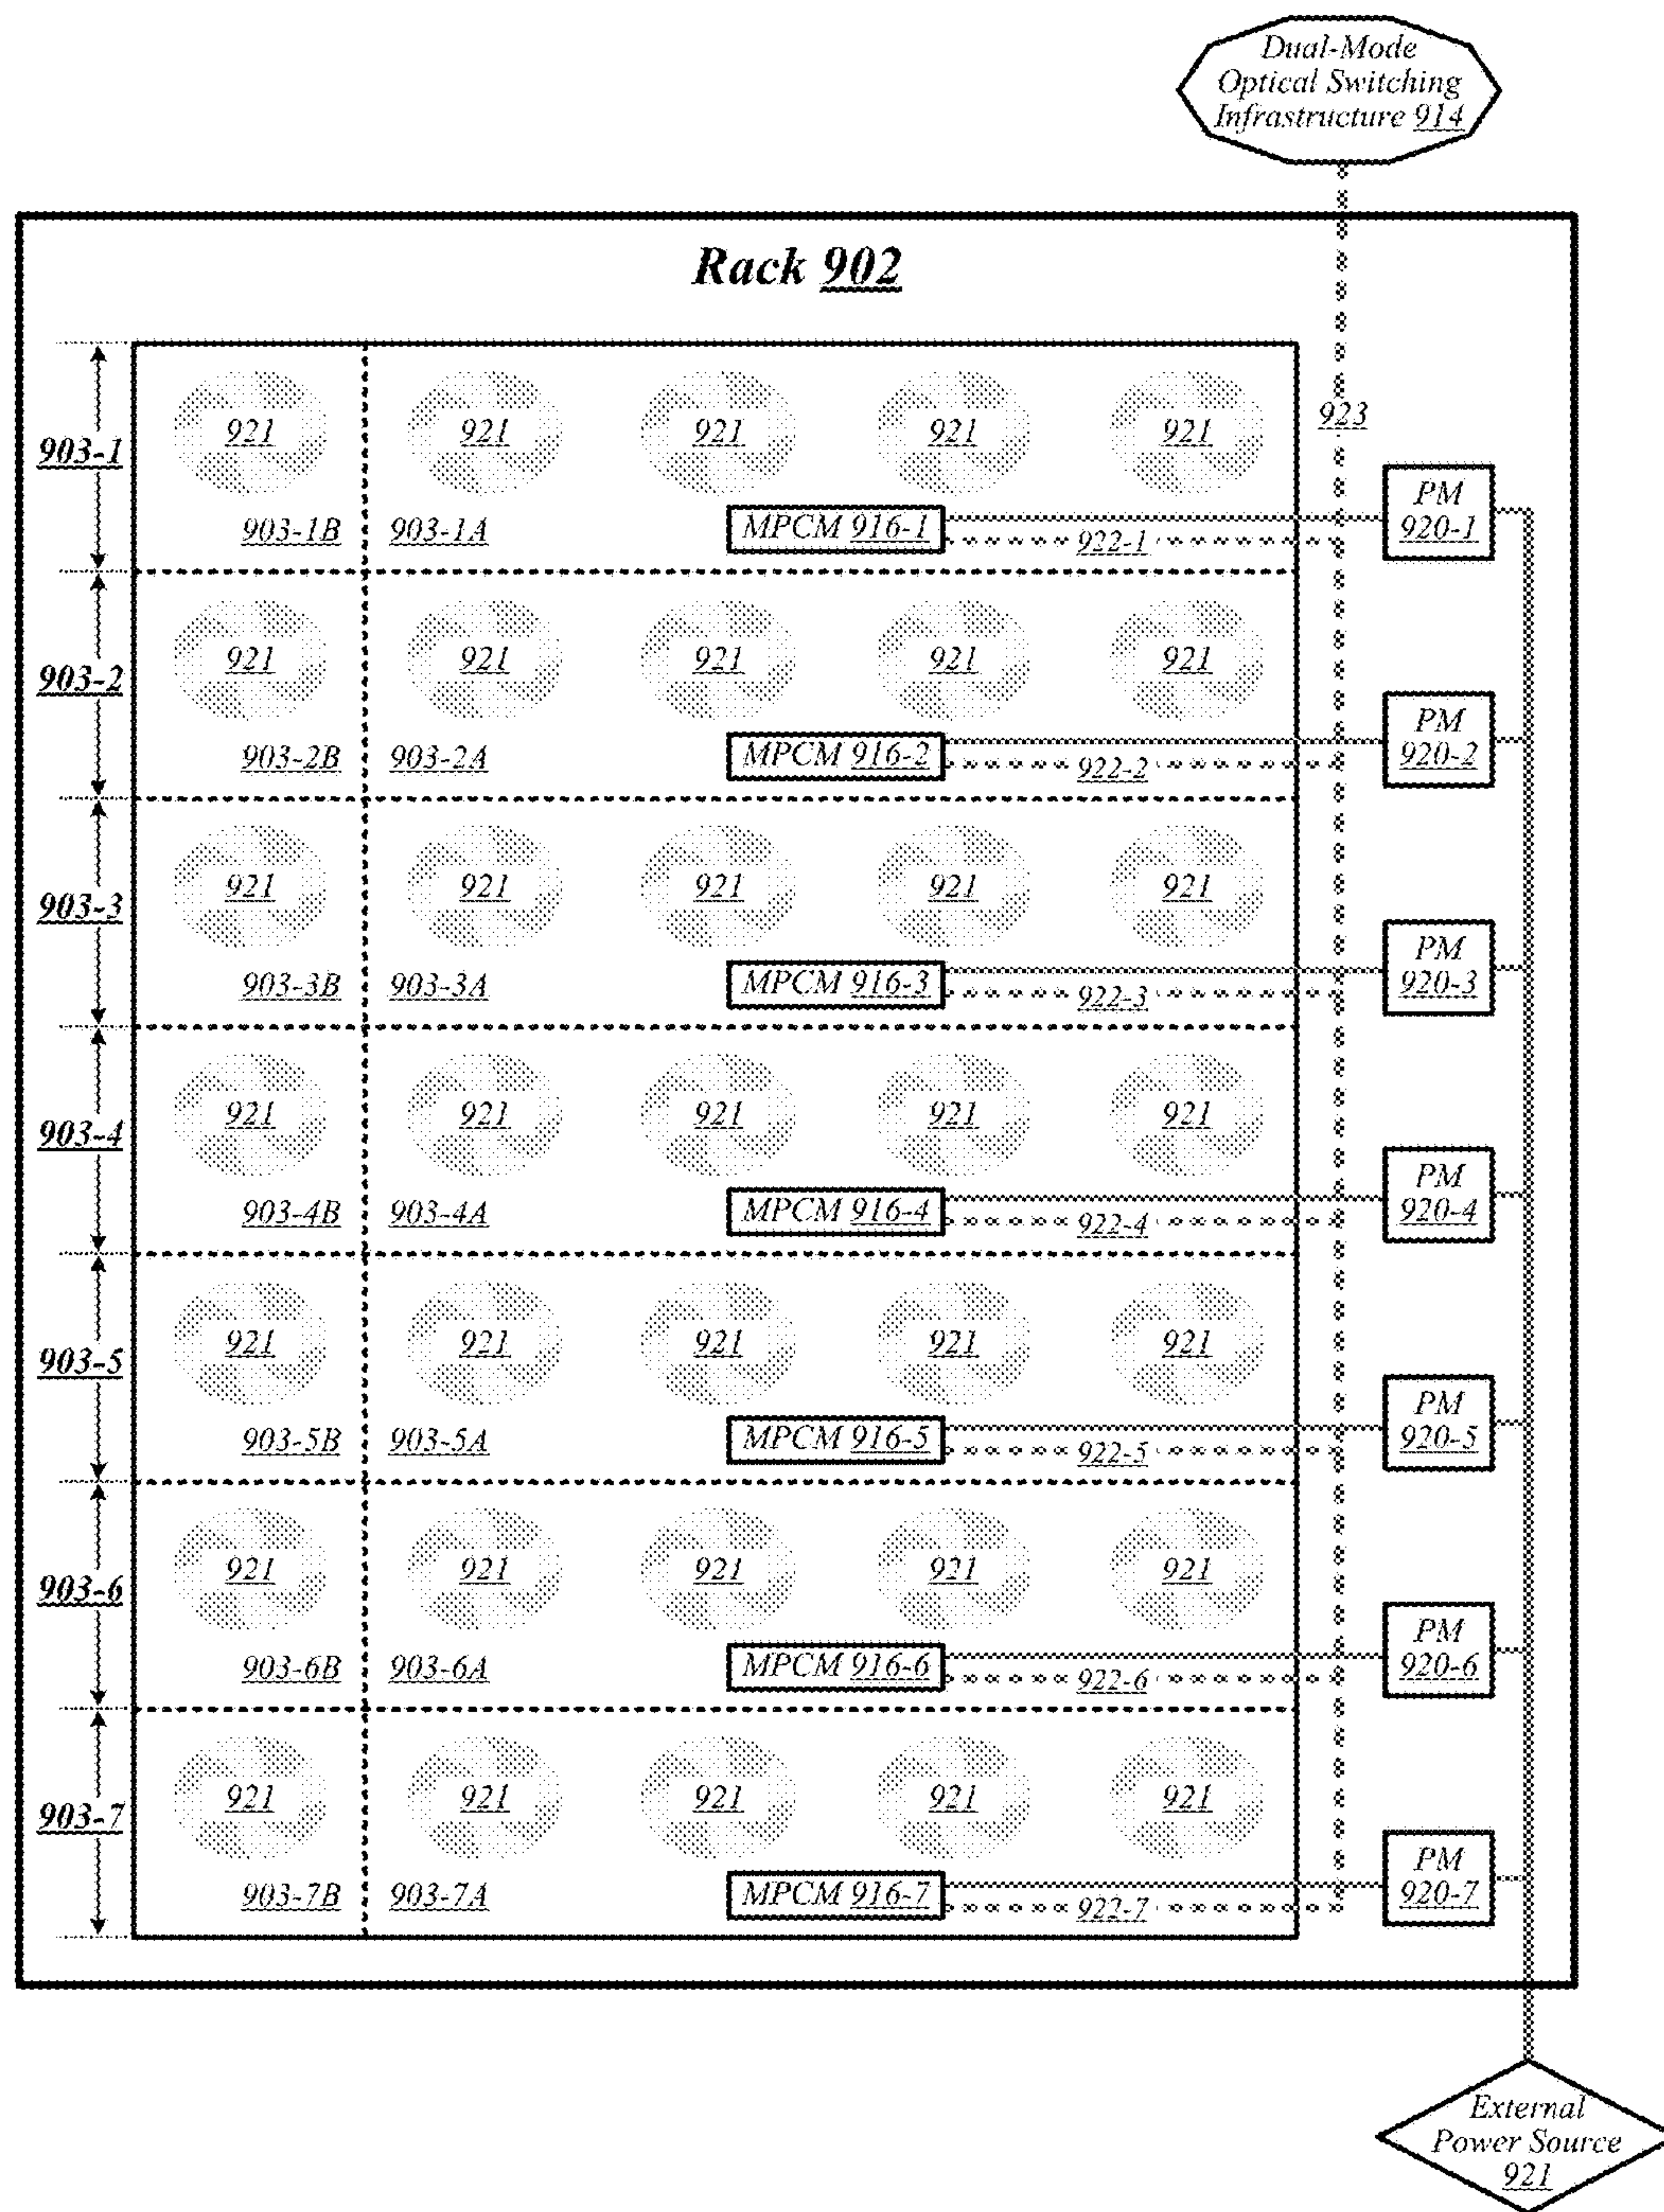 Dual-Mode
Optical Switching
Infrastructure 914
Rack 902
923
903-1
921 921 921 921 921
903-1B 903-1A MPCM 916-1 922-1
PM
920-1
903-2
921 921 921 921 921
903-2B 903-2A MPCM 916-2 922-2
PM
920-2
903-3
921 921 921 921 921
903-3B 903-3A MPCM 916-3 922-3
PM
920-3
903-4
921 921 921 921 921
903-4B 903-4A MPCM 916-4 922-4
PM
920-4
903-5
921 921 921 921 921
903-5B 903-5A MPCM 916-5 922-5
PM
920-5
903-6
921 921 921 921 921
903-6B 903-6A MPCM 916-6 922-6
PM
920-6
903-7
921 921 921 921 921
903-7B 903-7A MPCM 916-7 922-7
PM
920-7
External
Power Source
921